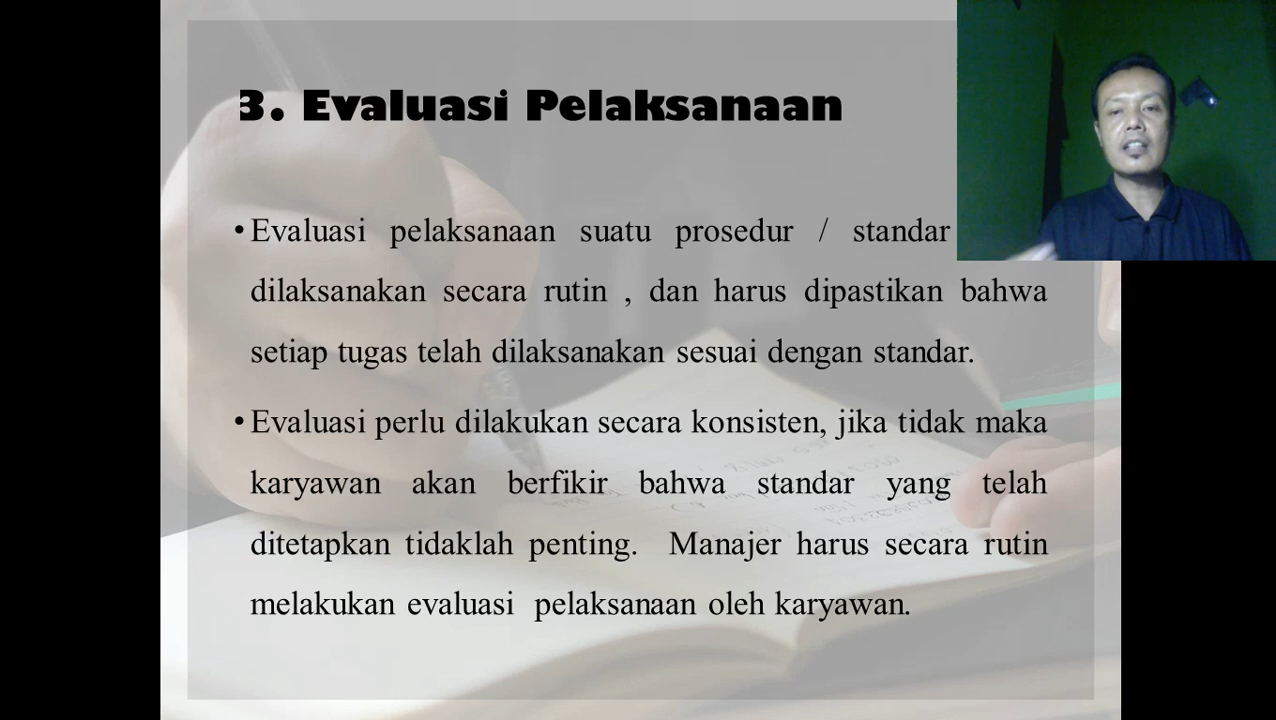 3. Evaluasi Pelaksanaan
•Evaluasi pelaksanaan suatu prosedur / standar
dilaksanakan secara rutin , dan harus dipastikan bahwa
setiap tugas telah dilaksanakan sesuai dengan standar.
•Evaluasi perlu dilakukan secara konsisten, jika tidak maka
karyawan akan berfikir bahwa standar yang telah
ditetapkan tidaklah penting. Manajer harus secara rutin
melakukan evaluasi pelaksanaan oleh karyawan.